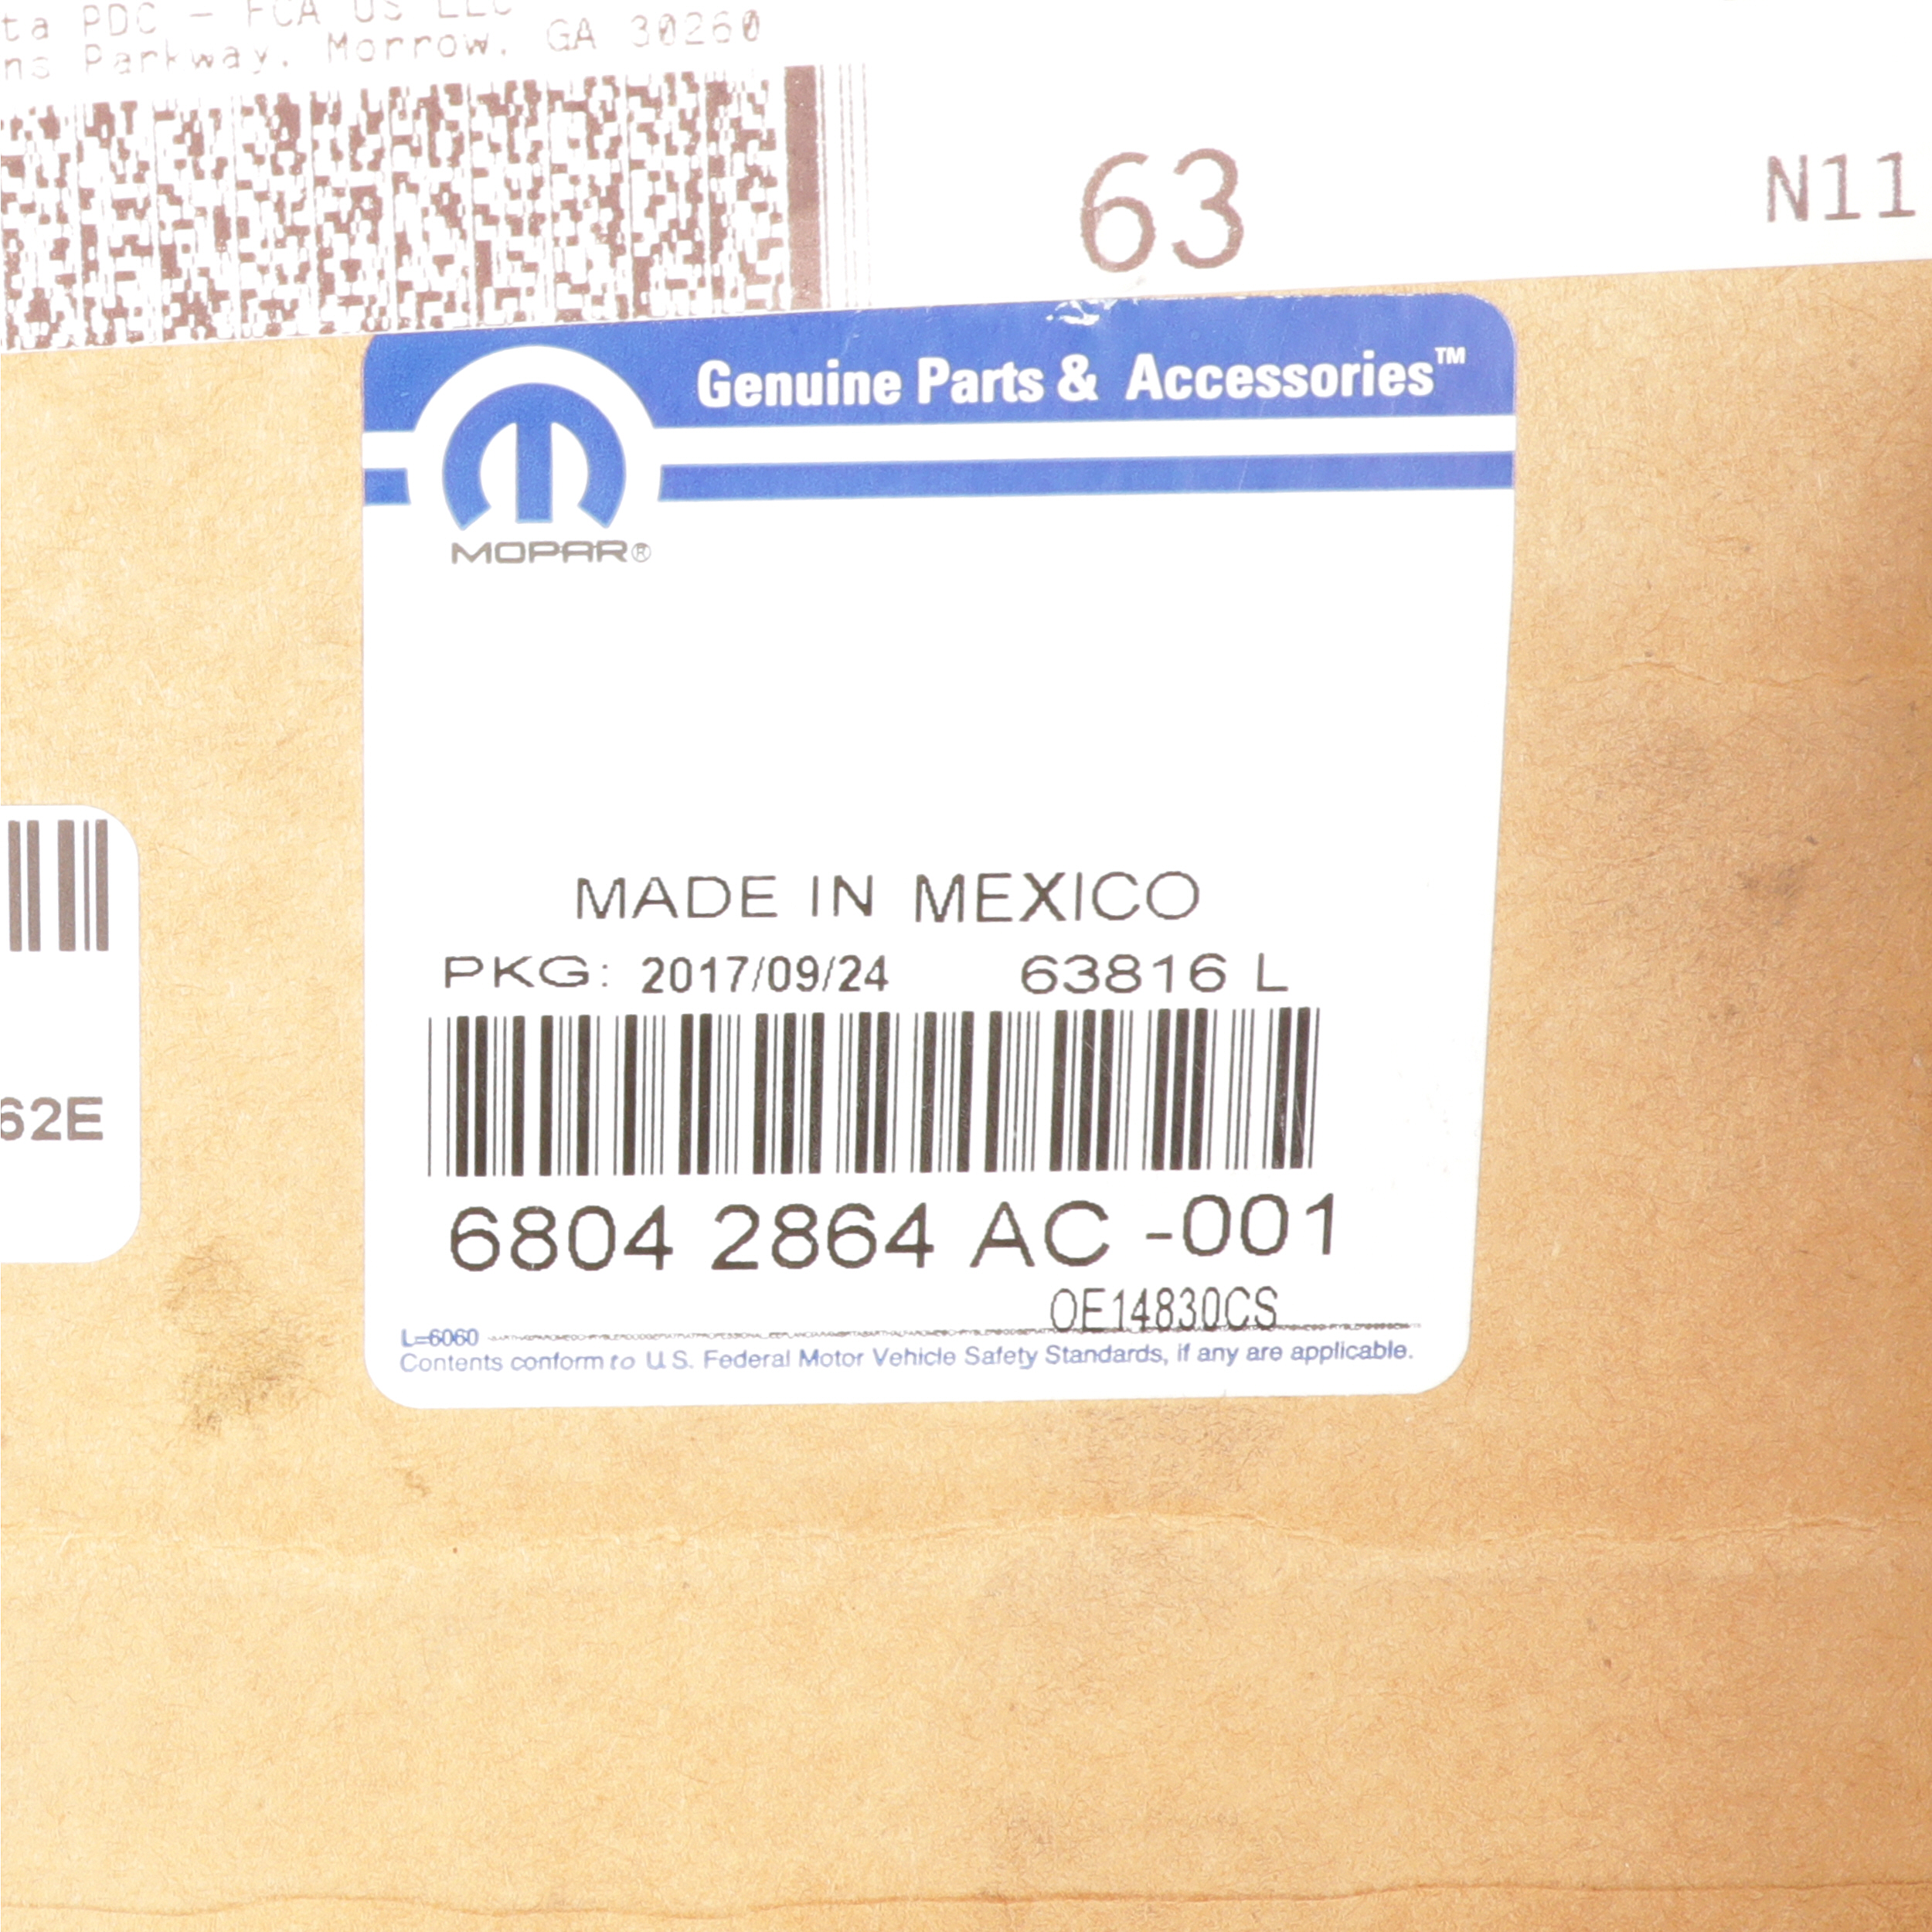 ta PDC - FCA US LLC
ns Parkway, Morrow, GA 30260
63
N11
Genuine Parts & Accessories™
MOPAR®
MADE IN MEXICO
PKG: 2017/09/24 63816 L
62E
6804 2864 AC -001
OE14830CS
L=6060
Contents conform to U.S. Federal Motor Vehicle Safety Standards, if any are applicable.